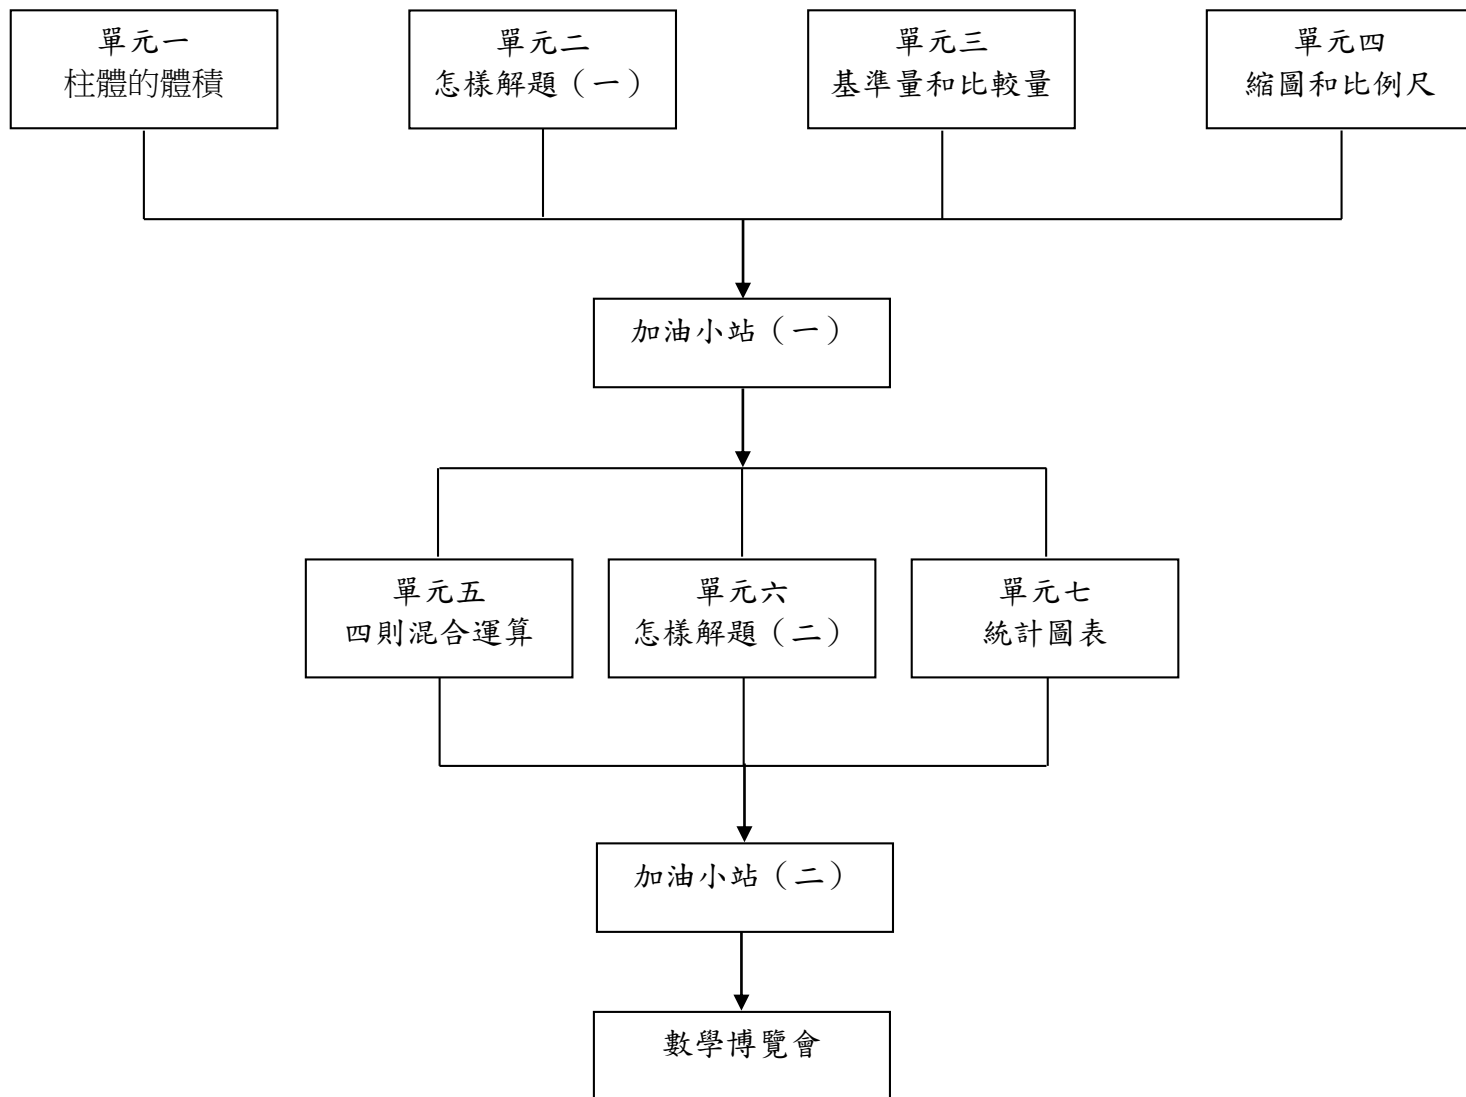 單元一
柱體的體積
單元二
怎樣解題（一）
單元三
基準量和比較量
單元四
縮圖和比例尺
加油小站（一）
單元五
四則混合運算
單元六
怎樣解題（二）
單元七
統計圖表
加油小站（二）
數學博覽會